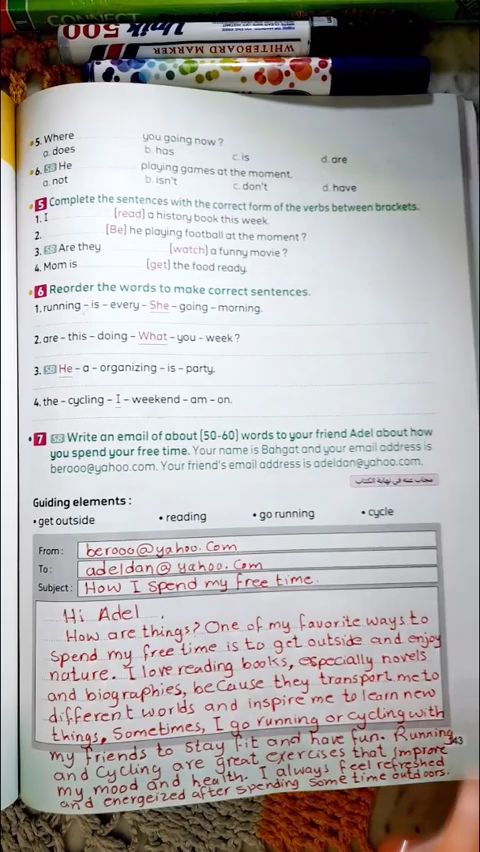 CONNECT
Unik 500
WHITEBOARD MARKER
5. Where you going now?
a. does b. has c. is d. are
6. SB He playing games at the moment.
a. not b. isn't c. don't d. have
5 Complete the sentences with the correct form of the verbs between brackets.
1. I (read) a history book this week.
2. (Be) he playing football at the moment?
3. SB Are they (watch) a funny movie?
4. Mom is (get) the food ready.
6 Reorder the words to make correct sentences.
1. running – is – every – She – going – morning.
2. are – this – doing – What – you – week?
3. SB He – a – organizing – is – party.
4. the – cycling – I – weekend – am – on.
7 SB Write an email of about (50-60) words to your friend Adel about how
you spend your free time. Your name is Bahgat and your email address is
berooo@yahoo.com. Your friend's email address is adeldan@yahoo.com.
مجاب عنه في نهاية الكتاب
Guiding elements :
• get outside • reading • go running • cycle
From : berooo@yahoo.Com
To : adeldan@yahoo.Com
Subject : How I spend my free time.
Hi Adel.
How are things? One of my favorite ways to
spend my free time is to get outside and enjoy
nature. I love reading books, especially novels
and biographies, because they transport me to
different worlds and inspire me to learn new
things. Sometimes, I go running or cycling with
my friends to stay fit and have fun. Running
43
and cycling are great exercises that improve
my mood and health. I always feel refreshed
and energeized after spending some time outdoors.